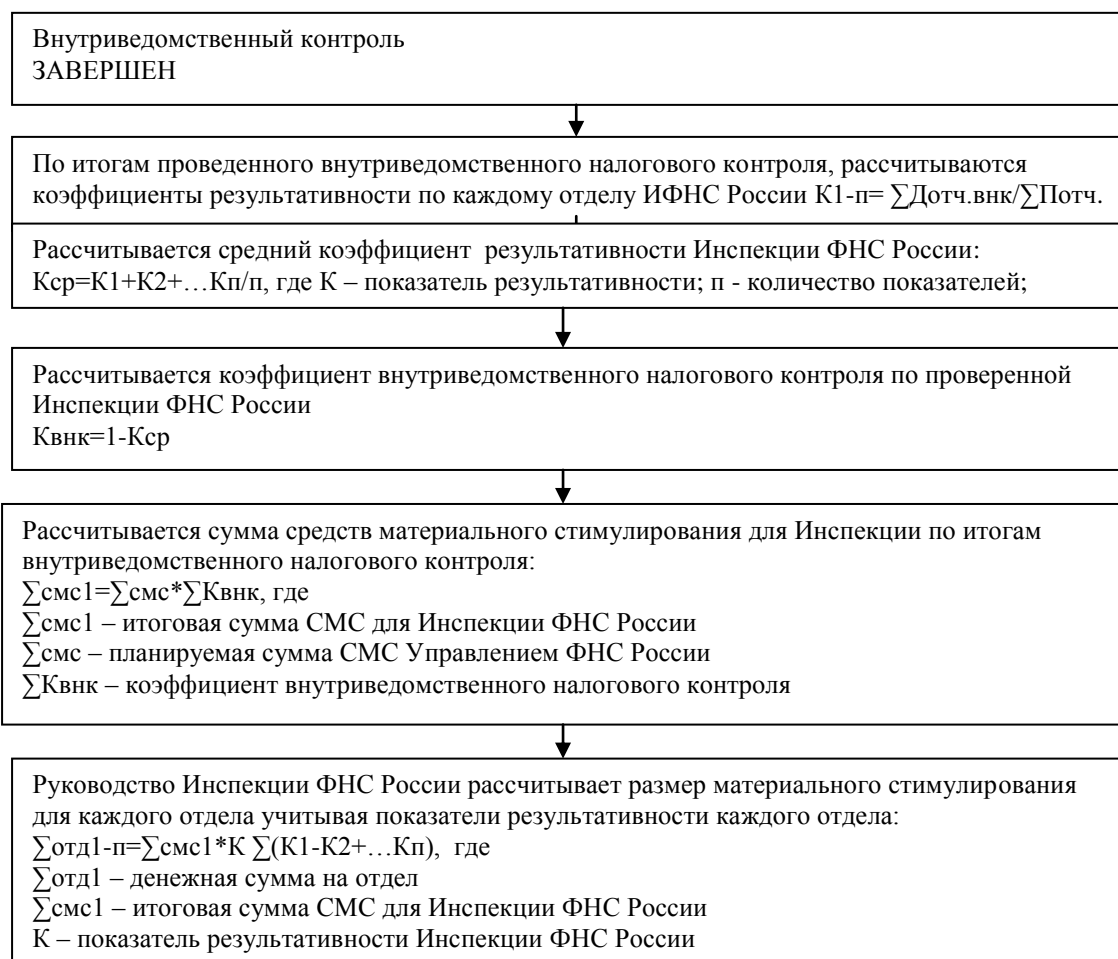 Внутриведомственный контроль
ЗАВЕРШЕН
По итогам проведенного внутриведомственного налогового контроля, рассчитываются
коэффициенты результативности по каждому отделу ИФНС России К1-п= ∑Дотч.внк/∑Потч.
Рассчитывается средний коэффициент результативности Инспекции ФНС России:
Кср=К1+К2+…Кп/п, где К – показатель результативности; п - количество показателей;
Рассчитывается коэффициент внутриведомственного налогового контроля по проверенной
Инспекции ФНС России
Квнк=1-Кср
Рассчитывается сумма средств материального стимулирования для Инспекции по итогам
внутриведомственного налогового контроля:
∑смс1=∑смс*∑Квнк, где
∑смс1 – итоговая сумма СМС для Инспекции ФНС России
∑смс – планируемая сумма СМС Управлением ФНС России
∑Квнк – коэффициент внутриведомственного налогового контроля
Руководство Инспекции ФНС России рассчитывает размер материального стимулирования
для каждого отдела учитывая показатели результативности каждого отдела:
∑отд1-п=∑смс1*К ∑(К1-К2+…Кп), где
∑отд1 – денежная сумма на отдел
∑смс1 – итоговая сумма СМС для Инспекции ФНС России
К – показатель результативности Инспекции ФНС России